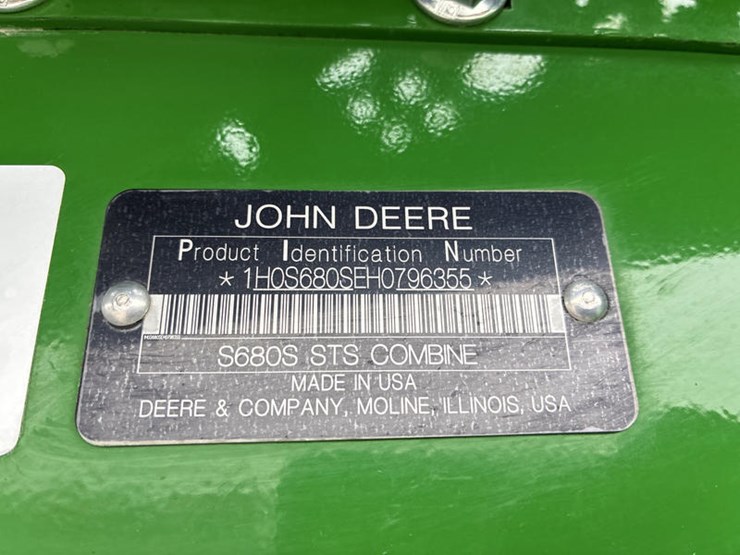 JOHN DEERE
Product Identification Number
* 1H0S680SEH0796355 *
S680S STS COMBINE
MADE IN USA
DEERE & COMPANY, MOLINE, ILLINOIS, USA